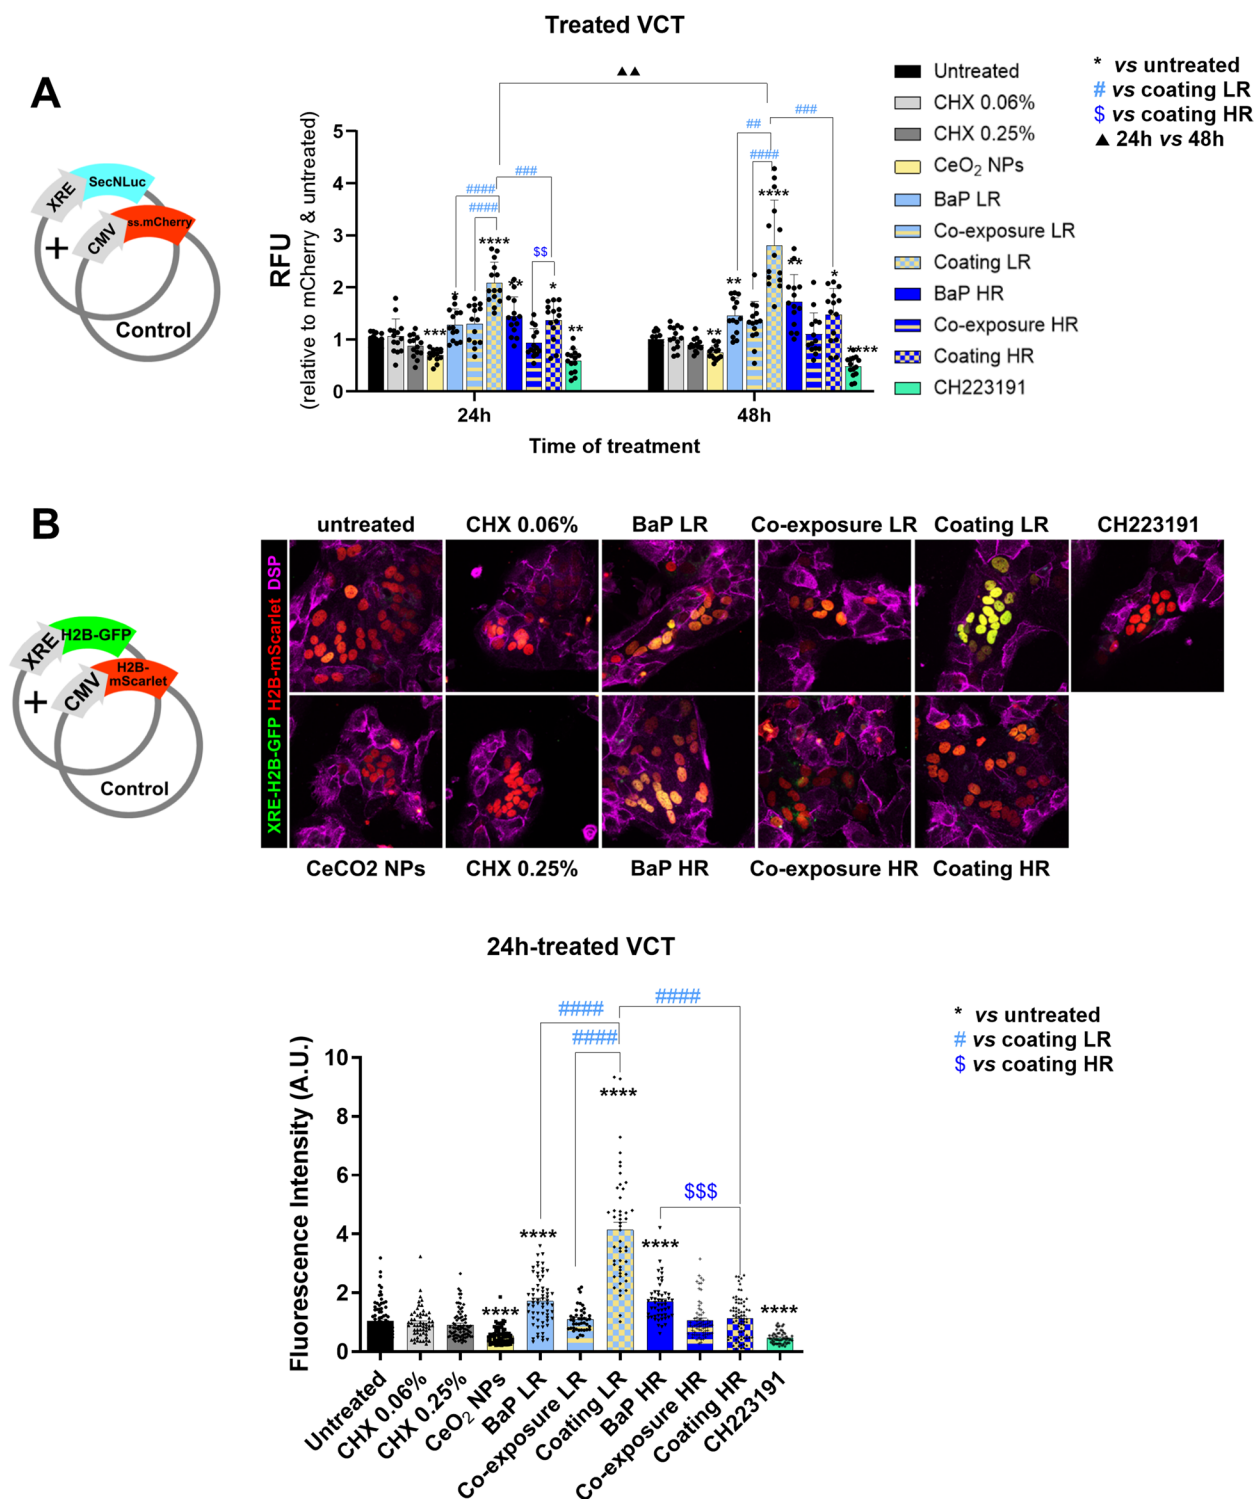 Treated VCT
A
XRE
SecNLuc
+
CMV
ss.mCherry
Control
RFU
(relative to mCherry & untreated)
5
4
3
2
1
0
▲▲
####
####
###
$$
##
####
###
*** * **** ** * **
** ** **** ** * ****
24h
48h
Time of treatment
Untreated
CHX 0.06%
CHX 0.25%
CeO₂ NPs
BaP LR
Co-exposure LR
Coating LR
BaP HR
Co-exposure HR
Coating HR
CH223191
* vs untreated
# vs coating LR
$ vs coating HR
▲ 24h vs 48h
B
XRE
H2B-GFP
+
CMV
H2B-
mScarlet
Control
XRE-H2B-GFP H2B-mScarlet DSP
untreated
CHX 0.06%
BaP LR
Co-exposure LR
Coating LR
CH223191
CeCO2 NPs
CHX 0.25%
BaP HR
Co-exposure HR
Coating HR
24h-treated VCT
Fluorescence Intensity (A.U.)
10
8
6
4
2
0
####
####
####
$$$
**** **** **** **** ****
Untreated
CHX 0.06%
CHX 0.25%
CeO₂ NPs
BaP LR
Co-exposure LR
Coating LR
BaP HR
Co-exposure HR
Coating HR
CH223191
* vs untreated
# vs coating LR
$ vs coating HR